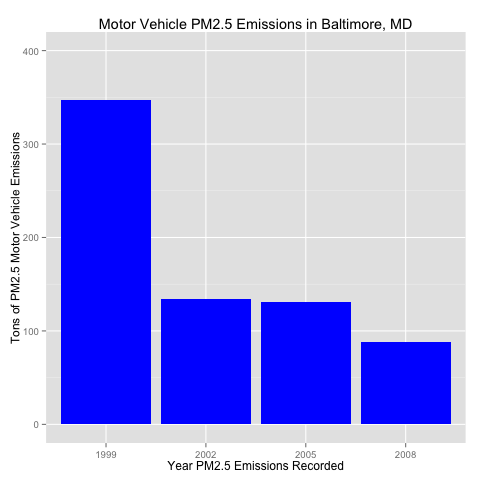 Motor Vehicle PM2.5 Emissions in Baltimore, MD
Tons of PM2.5 Motor Vehicle Emissions
400
300
200
100
0
1999 2002 2005 2008
Year PM2.5 Emissions Recorded